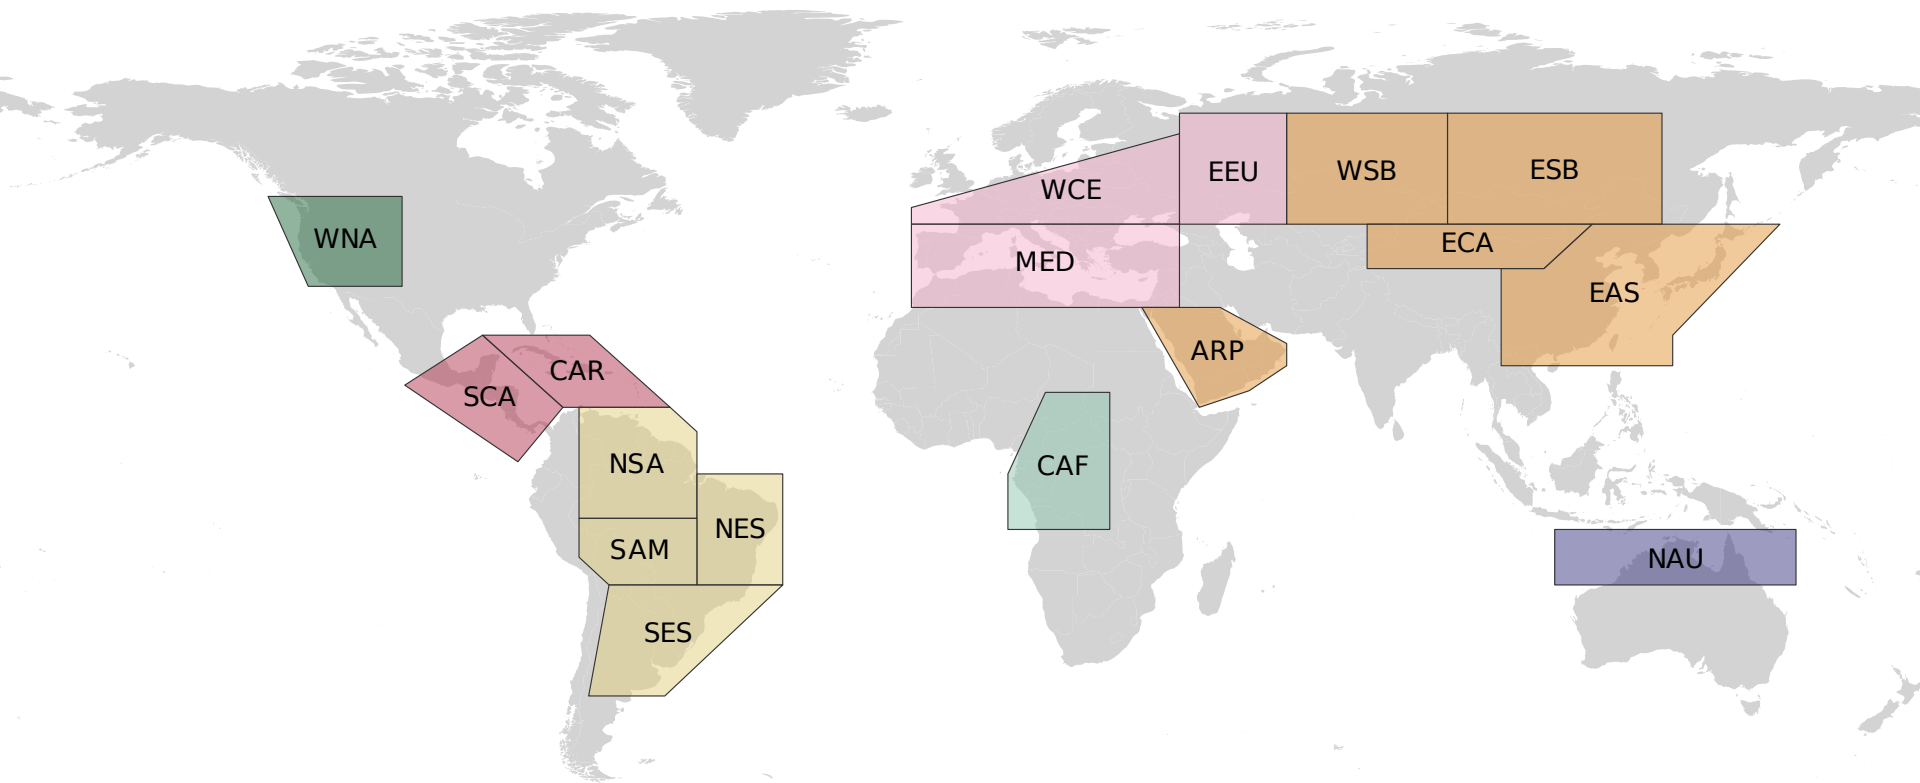 WCE
EEU
WSB
ESB
WNA
MED
ECA
EAS
ARP
SCA
CAR
NSA
CAF
NES
SAM
NAU
SES